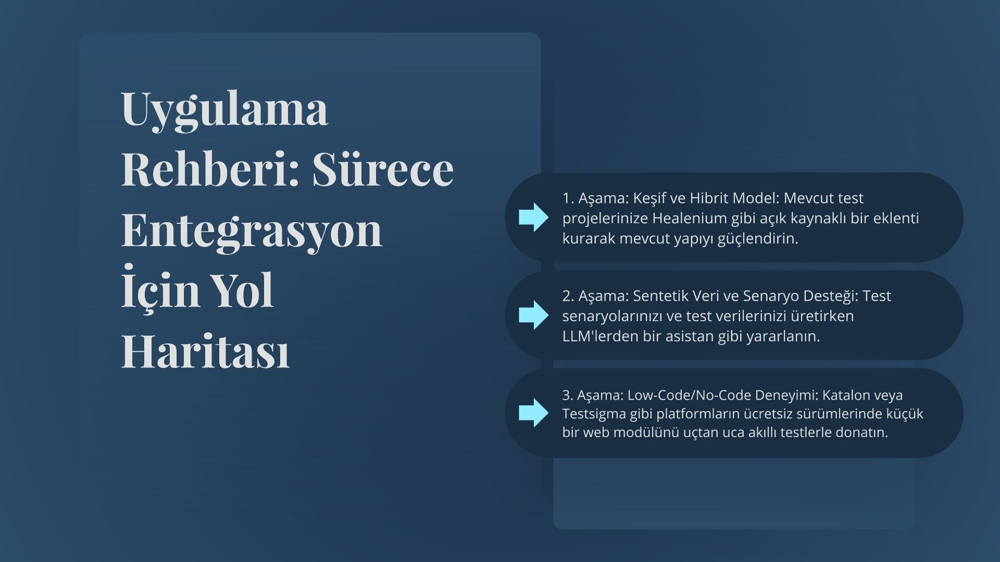 Uygulama
Rehberi: Sürece
Entegrasyon
İçin Yol
Haritası
1. Aşama: Keşif ve Hibrit Model: Mevcut test
projelerinize Healenium gibi açık kaynaklı bir eklenti
kurarak mevcut yapıyı güçlendirin.
2. Aşama: Sentetik Veri ve Senaryo Desteği: Test
senaryolarınızı ve test verilerinizi üretirken
LLM'lerden bir asistan gibi yararlanın.
3. Aşama: Low-Code/No-Code Deneyimi: Katalon veya
Testsigma gibi platformların ücretsiz sürümlerinde küçük
bir web modülünü uçtan uca akıllı testlerle donatın.